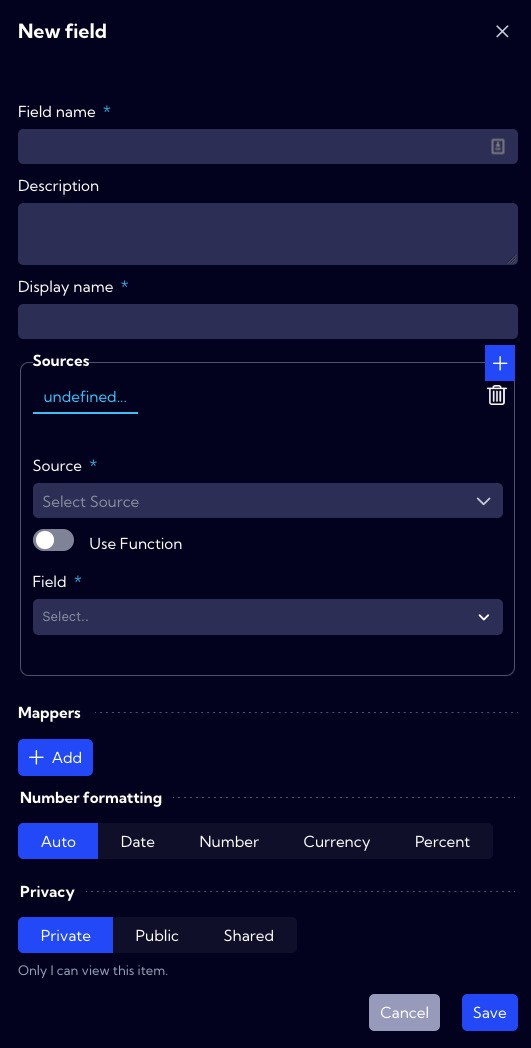 New field
Field name *
Description
Display name *
Sources
undefined...
Source *
Select Source
Use Function
Field *
Select..
Mappers
+ Add
Number formatting
Auto Date Number Currency Percent
Privacy
Private Public Shared
Only I can view this item.
Cancel Save